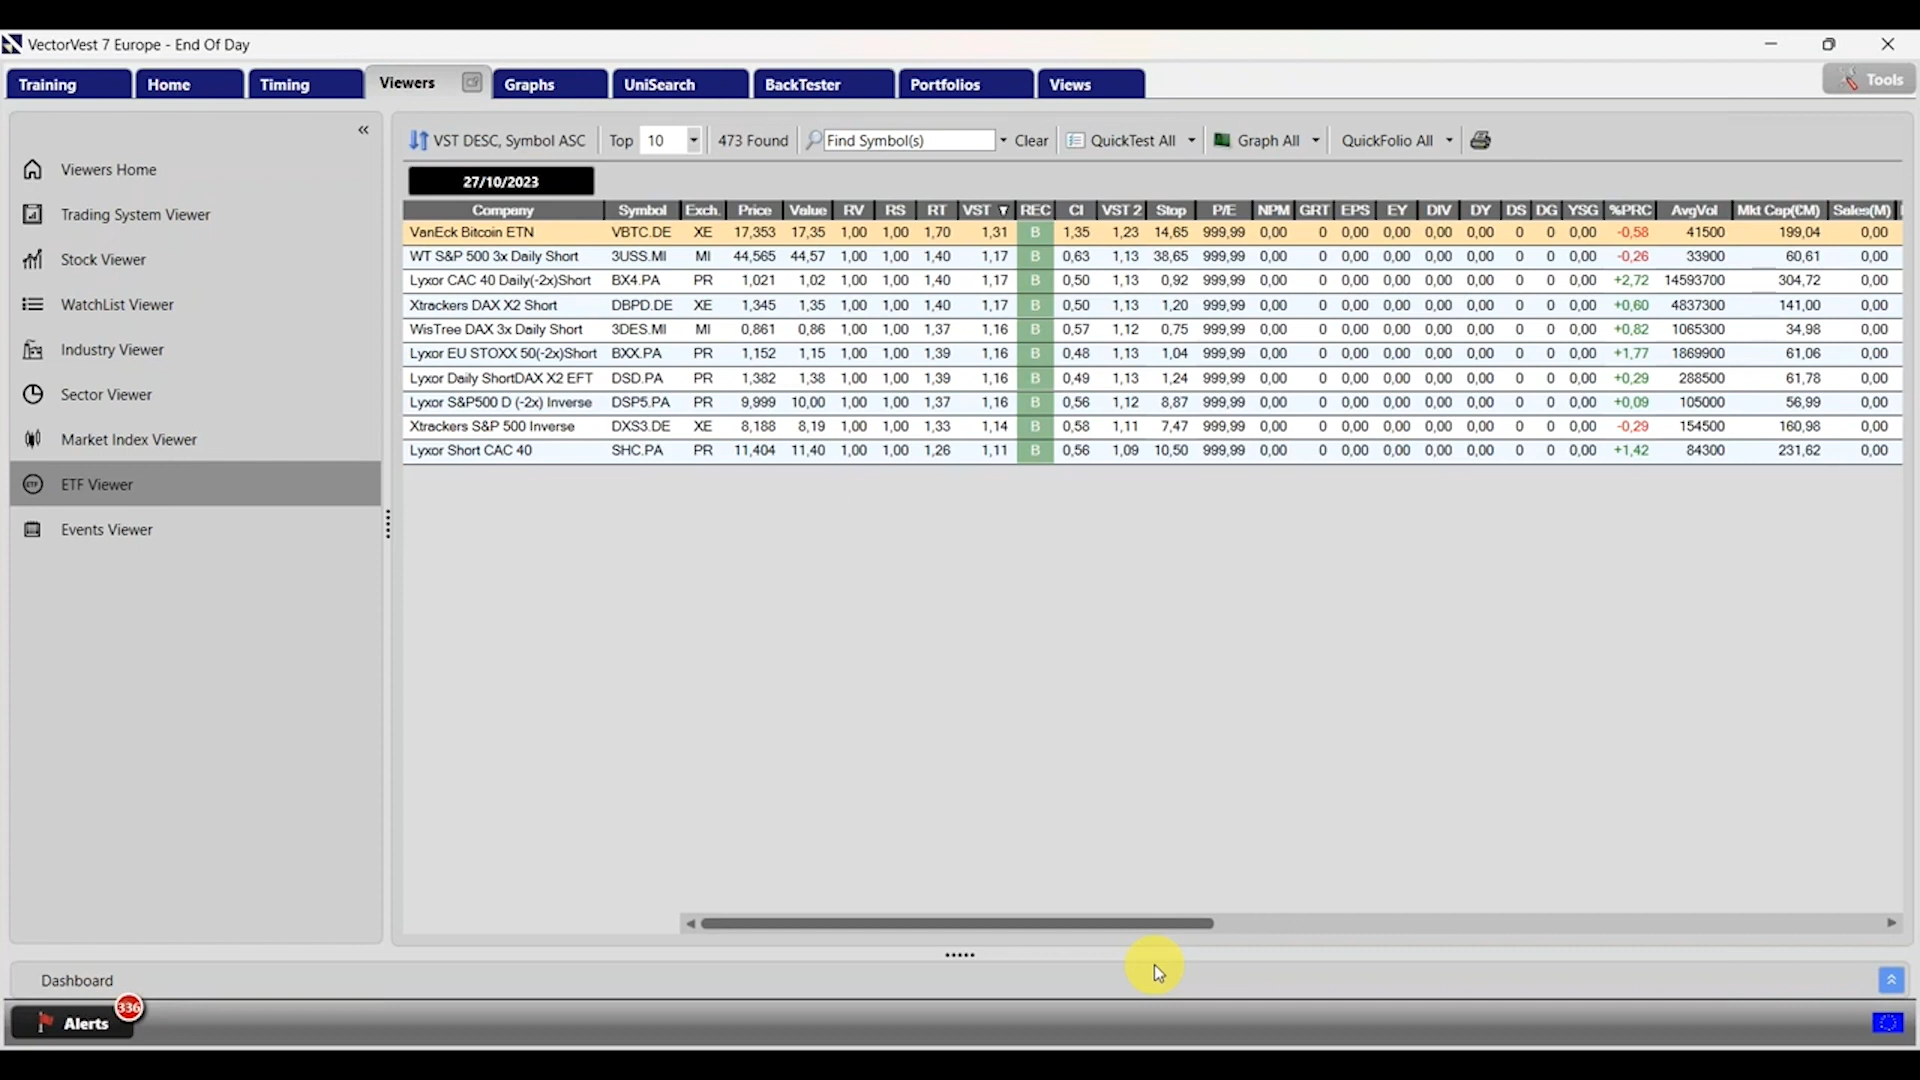 VectorVest 7 Europe - End Of Day
Training Home Timing Viewers Graphs UniSearch BackTester Portfolios Views Tools
«
Viewers Home
Trading System Viewer
Stock Viewer
WatchList Viewer
Industry Viewer
Sector Viewer
Market Index Viewer
ETF Viewer
Events Viewer
VST DESC, Symbol ASC Top 10 473 Found Find Symbol(s) Clear QuickTest All Graph All QuickFolio All
27/10/2023
Company Symbol Exch. Price Value RV RS RT VST REC CI VST 2 Stop P/E NPM GRT EPS EY DIV DY DS DG YSG %PRC AvgVol Mkt Cap(€M) Sales(M)
VanEck Bitcoin ETN VBTC.DE XE 17,353 17,35 1,00 1,00 1,70 1,31 B 1,35 1,23 14,65 999,99 0,00 0 0,00 0,00 0,00 0,00 0 0 0,00 -0,58 41500 199,04 0,00
WT S&P 500 3x Daily Short 3USS.MI MI 44,565 44,57 1,00 1,00 1,40 1,17 B 0,63 1,13 38,65 999,99 0,00 0 0,00 0,00 0,00 0,00 0 0 0,00 -0,26 33900 60,61 0,00
Lyxor CAC 40 Daily(-2x)Short BX4.PA PR 1,021 1,02 1,00 1,00 1,40 1,17 B 0,50 1,13 0,92 999,99 0,00 0 0,00 0,00 0,00 0,00 0 0 0,00 +2,72 14593700 304,72 0,00
Xtrackers DAX X2 Short DBPD.DE XE 1,345 1,35 1,00 1,00 1,40 1,17 B 0,50 1,13 1,20 999,99 0,00 0 0,00 0,00 0,00 0,00 0 0 0,00 +0,60 4837300 141,00 0,00
WisTree DAX 3x Daily Short 3DES.MI MI 0,861 0,86 1,00 1,00 1,37 1,16 B 0,57 1,12 0,75 999,99 0,00 0 0,00 0,00 0,00 0,00 0 0 0,00 +0,82 1065300 34,98 0,00
Lyxor EU STOXX 50(-2x)Short BXX.PA PR 1,152 1,15 1,00 1,00 1,39 1,16 B 0,48 1,13 1,04 999,99 0,00 0 0,00 0,00 0,00 0,00 0 0 0,00 +1,77 1869900 61,06 0,00
Lyxor Daily ShortDAX X2 EFT DSD.PA PR 1,382 1,38 1,00 1,00 1,39 1,16 B 0,49 1,13 1,24 999,99 0,00 0 0,00 0,00 0,00 0,00 0 0 0,00 +0,29 288500 61,78 0,00
Lyxor S&P500 D (-2x) Inverse DSP5.PA PR 9,999 10,00 1,00 1,00 1,37 1,16 B 0,56 1,12 8,87 999,99 0,00 0 0,00 0,00 0,00 0,00 0 0 0,00 +0,09 105000 56,99 0,00
Xtrackers S&P 500 Inverse DXS3.DE XE 8,188 8,19 1,00 1,00 1,33 1,14 B 0,58 1,11 7,47 999,99 0,00 0 0,00 0,00 0,00 0,00 0 0 0,00 -0,29 154500 160,98 0,00
Lyxor Short CAC 40 SHC.PA PR 11,404 11,40 1,00 1,00 1,26 1,11 B 0,56 1,09 10,50 999,99 0,00 0 0,00 0,00 0,00 0,00 0 0 0,00 +1,42 84300 231,62 0,00
Dashboard
336
Alerts